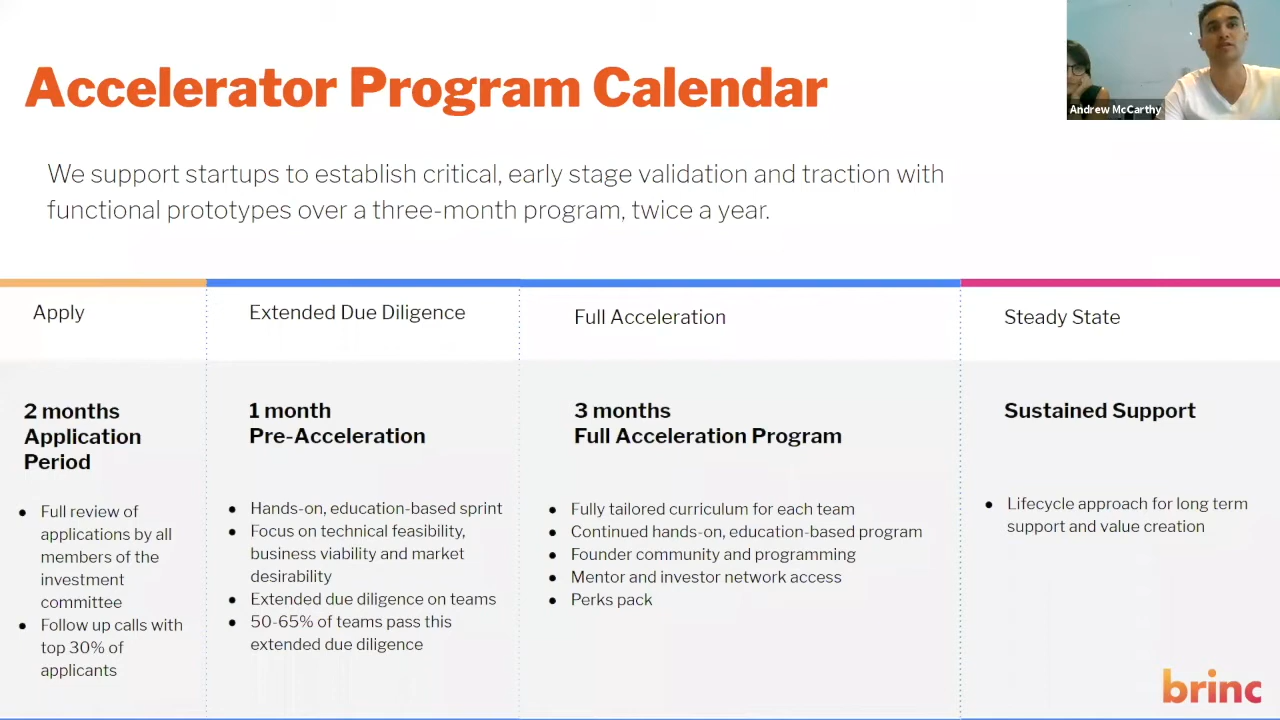 Accelerator Program Calendar
Andrew McCarthy
We support startups to establish critical, early stage validation and traction with
functional prototypes over a three-month program, twice a year.
Apply
2 months
Application
Period
• Full review of
applications by all
members of the
investment
committee
• Follow up calls with
top 30% of
applicants
Extended Due Diligence
1 month
Pre-Acceleration
• Hands-on, education-based sprint
• Focus on technical feasibility,
business viability and market
desirability
• Extended due diligence on teams
• 50-65% of teams pass this
extended due diligence
Full Acceleration
3 months
Full Acceleration Program
• Fully tailored curriculum for each team
• Continued hands-on, education-based program
• Founder community and programming
• Mentor and investor network access
• Perks pack
Steady State
Sustained Support
• Lifecycle approach for long term
support and value creation
brinc